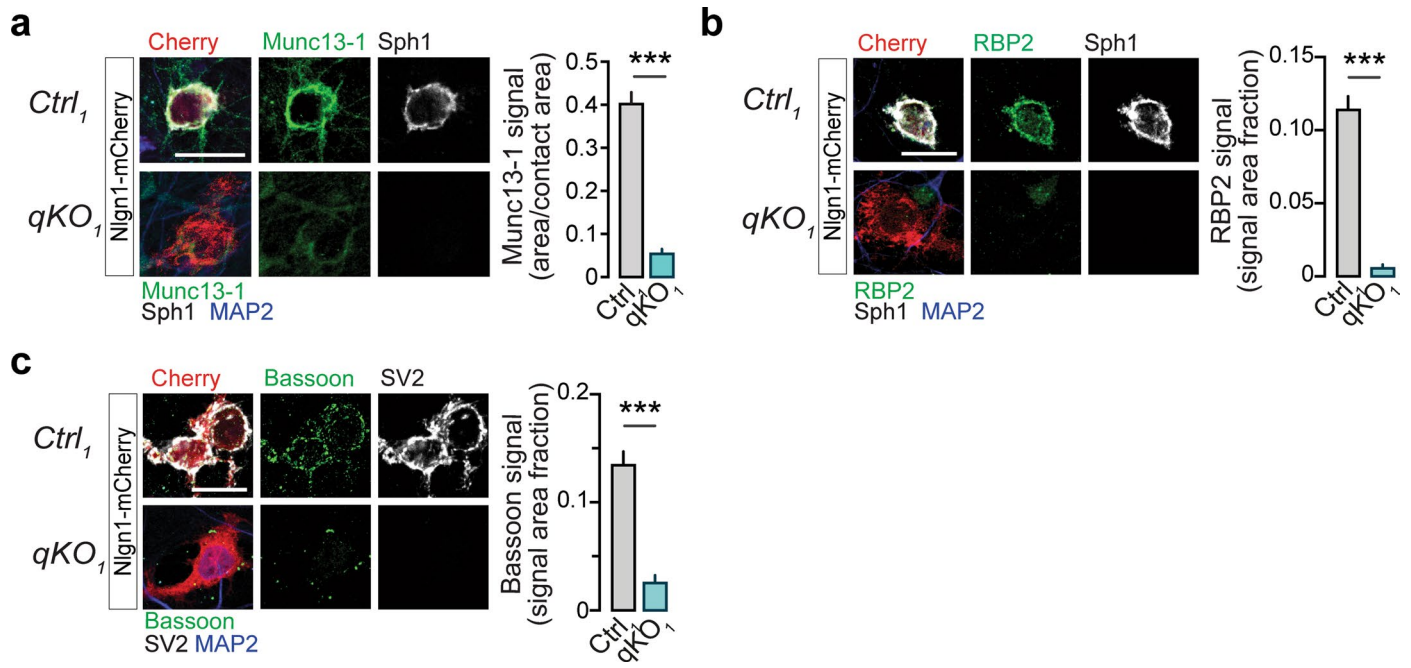 a
Cherry Munc13-1 Sph1
Ctrl1
qKO1
Nlgn1-mCherry
Munc13-1
Sph1 MAP2
Munc13-1 signal
(area/contact area)
0.5
0.4
0.3
0.2
0.1
0
***
Ctrl1
qKO1
b
Cherry RBP2 Sph1
Ctrl1
qKO1
Nlgn1-mCherry
RBP2
Sph1 MAP2
RBP2 signal
(signal area fraction)
0.15
0.10
0.05
0
***
Ctrl1
qKO1
c
Cherry Bassoon SV2
Ctrl1
qKO1
Nlgn1-mCherry
Bassoon
SV2 MAP2
Bassoon signal
(signal area fraction)
0.2
0.1
0
***
Ctrl1
qKO1